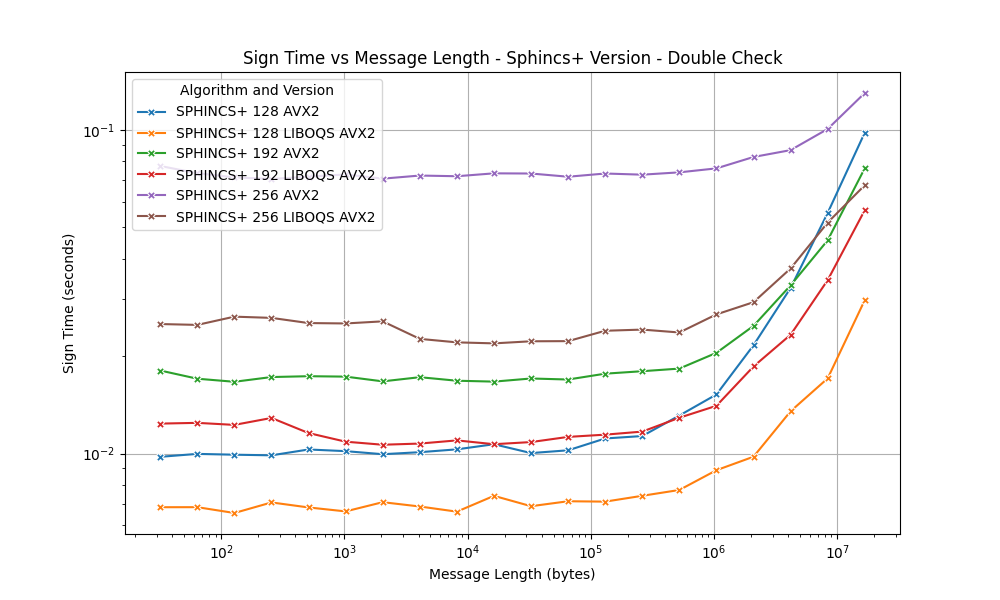 Sign Time vs Message Length - Sphincs+ Version - Double Check
Algorithm and Version
SPHINCS+ 128 AVX2
SPHINCS+ 128 LIBOQS AVX2
SPHINCS+ 192 AVX2
SPHINCS+ 192 LIBOQS AVX2
SPHINCS+ 256 AVX2
SPHINCS+ 256 LIBOQS AVX2
Sign Time (seconds)
10⁻¹
10⁻²
10² 10³ 10⁴ 10⁵ 10⁶ 10⁷
Message Length (bytes)